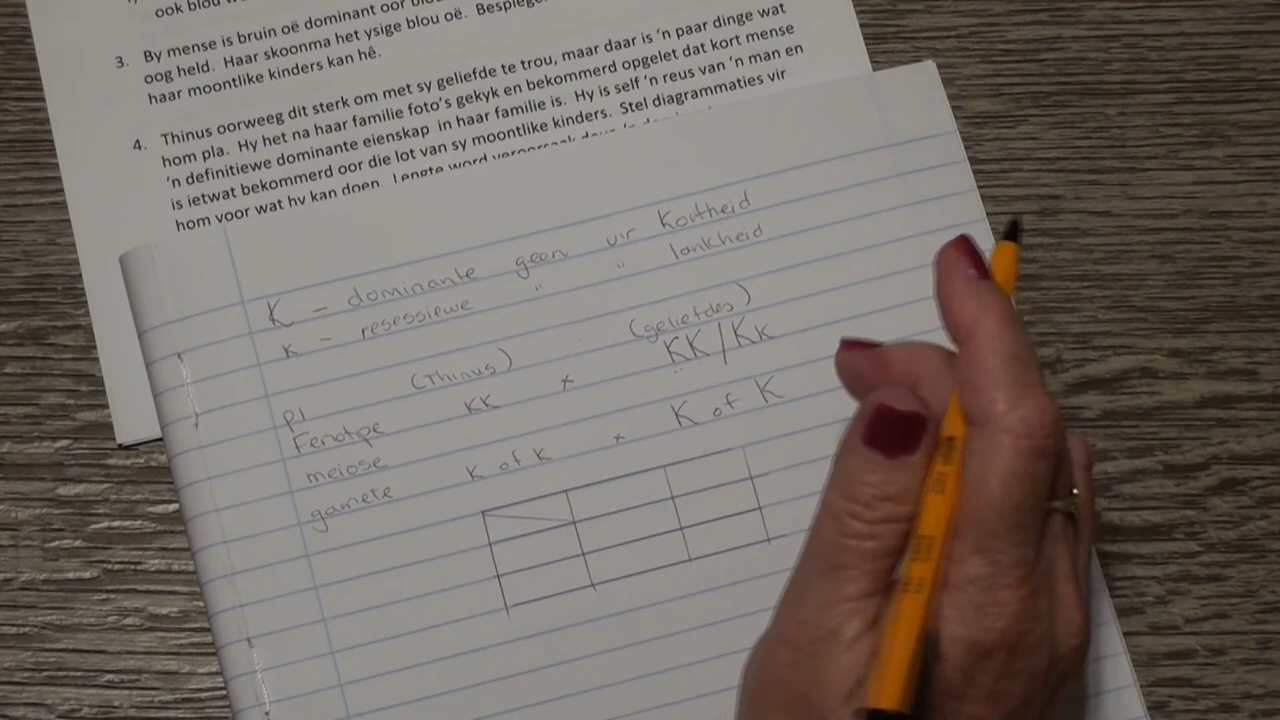 ook blou
3. By mense is bruin oë dominant oor
oog held. Haar skoonma het ysige blou oë.
haar moontlike kinders kan hê.
4. Thinus oorweeg dit sterk om met sy geliefde te trou, maar daar is 'n paar dinge wat
hom pla. Hy het na haar familie foto's gekyk en bekommerd opgelet dat kort mense
'n definitiewe dominante eienskap in haar familie is. Hy is self 'n reus van 'n man en
is ietwat bekommerd oor die lot van sy moontlike kinders. Stel diagrammaties vir
hom voor wat hy kan doen. Lengte word veroorsaak deur
K - dominante geen vir Kortheid
k - resessiewe " " lankheid
(Thinus) (geliefdes)
P1
Fenotipe kk x KK/Kk
meiose
gamete k of k x K of K